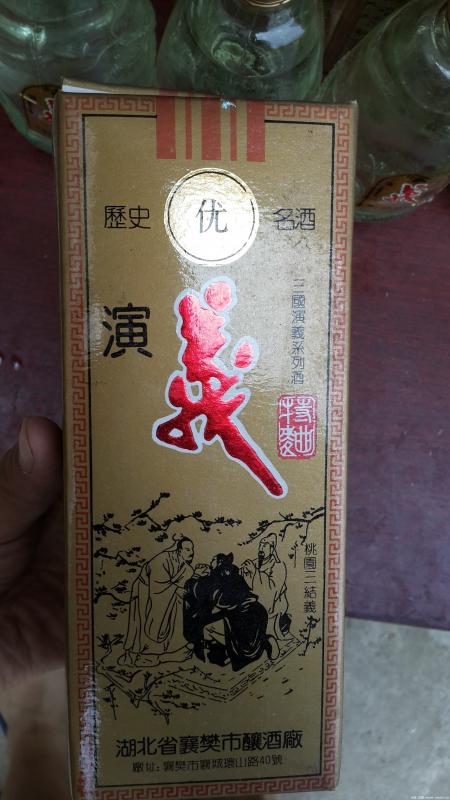 歷史 优 名酒
演義
三國演義系列酒
特麯
桃園三結義
湖北省襄樊市釀酒廠
廠址:襄樊市襄城環山路40號